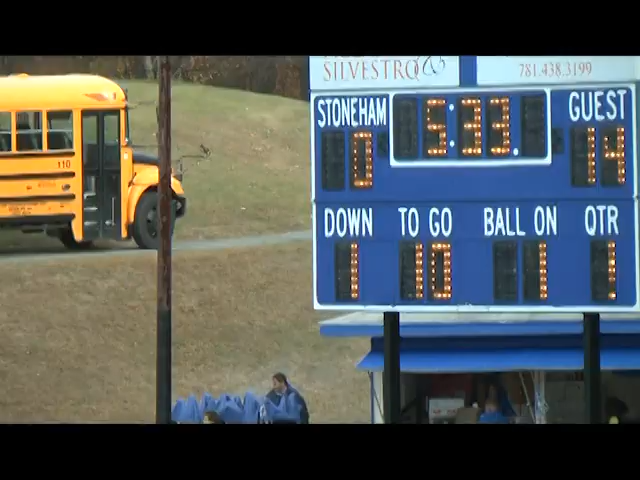 SILVESTRO &
781.438.3199
STONEHAM 5:33 GUEST
0 14
DOWN TO GO BALL ON QTR
1 10 1 1
110